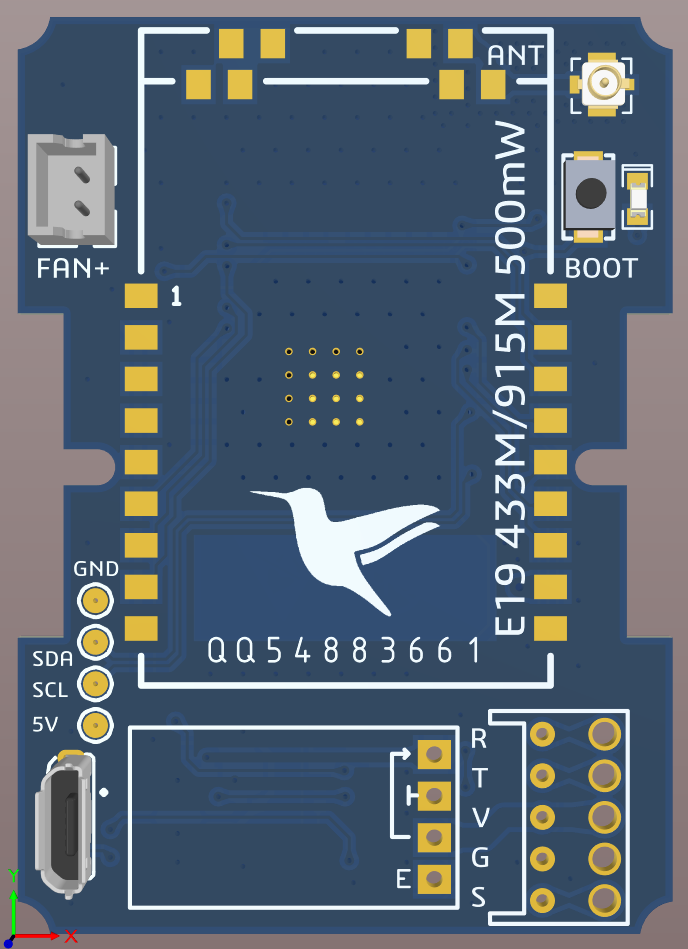 ANT
FAN+
BOOT
1
E19 433M/915M 500mW
GND
SDA
SCL
5V
QQ54883661
R
T
V
G
S
E
Y
X